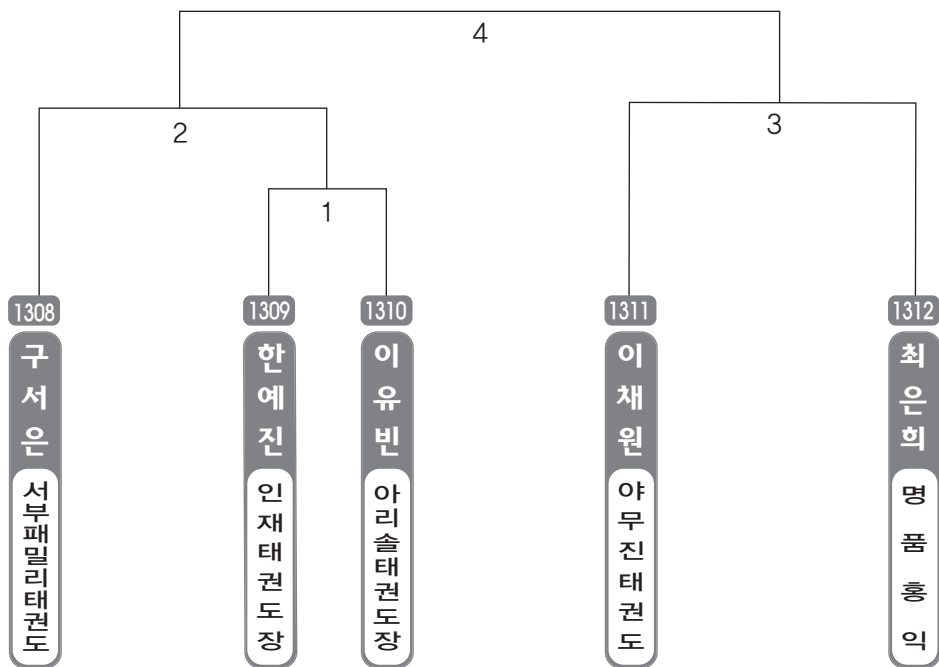 4
2
3
1
1308
1309
1310
1311
1312
구서은
한예진
이유빈
이채원
최은희
서부패밀리태권도
인재태권도장
아리솔태권도장
야무진태권도
명품홍익